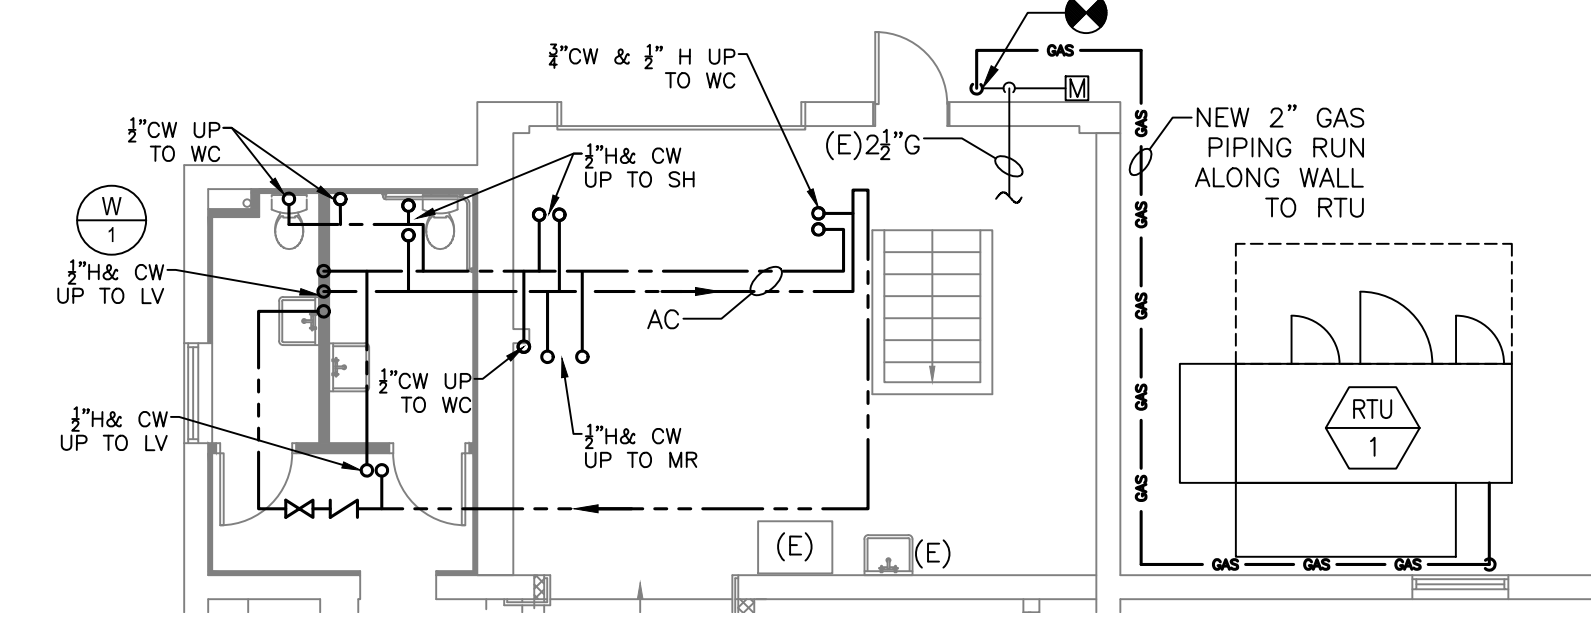 GAS
3/4"CW & 1/2" H UP
TO WC
M
NEW 2" GAS
PIPING RUN
ALONG WALL
TO RTU
1/2"CW UP
TO WC
(E)2 1/2"G
GAS
1/2"H& CW
UP TO SH
W
1
GAS
1/2"H& CW
UP TO LV
GAS
AC
1/2"CW UP
TO WC
GAS
RTU
1
1/2"H& CW
UP TO LV
1/2"H& CW
UP TO MR
GAS
(E)
(E)
GAS
GAS
GAS